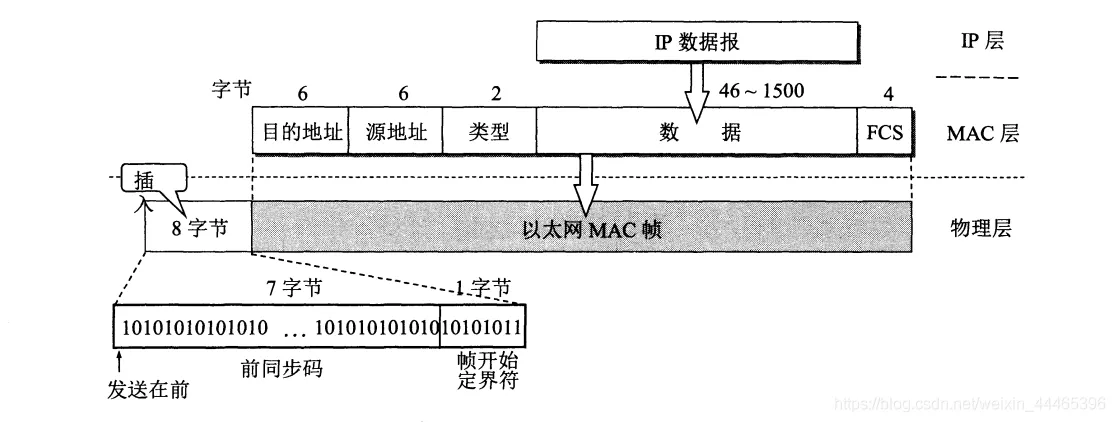 IP 数据报
IP 层
字节
6
6
2
46～1500
4
目的地址
源地址
类型
数 据
FCS
MAC 层
插
入
8 字节
以太网 MAC 帧
物理层
7 字节
1 字节
10101010101010 … 101010101010
10101011
前同步码
帧开始
定界符
发送在前
https://blog.csdn.net/weixin_44465396